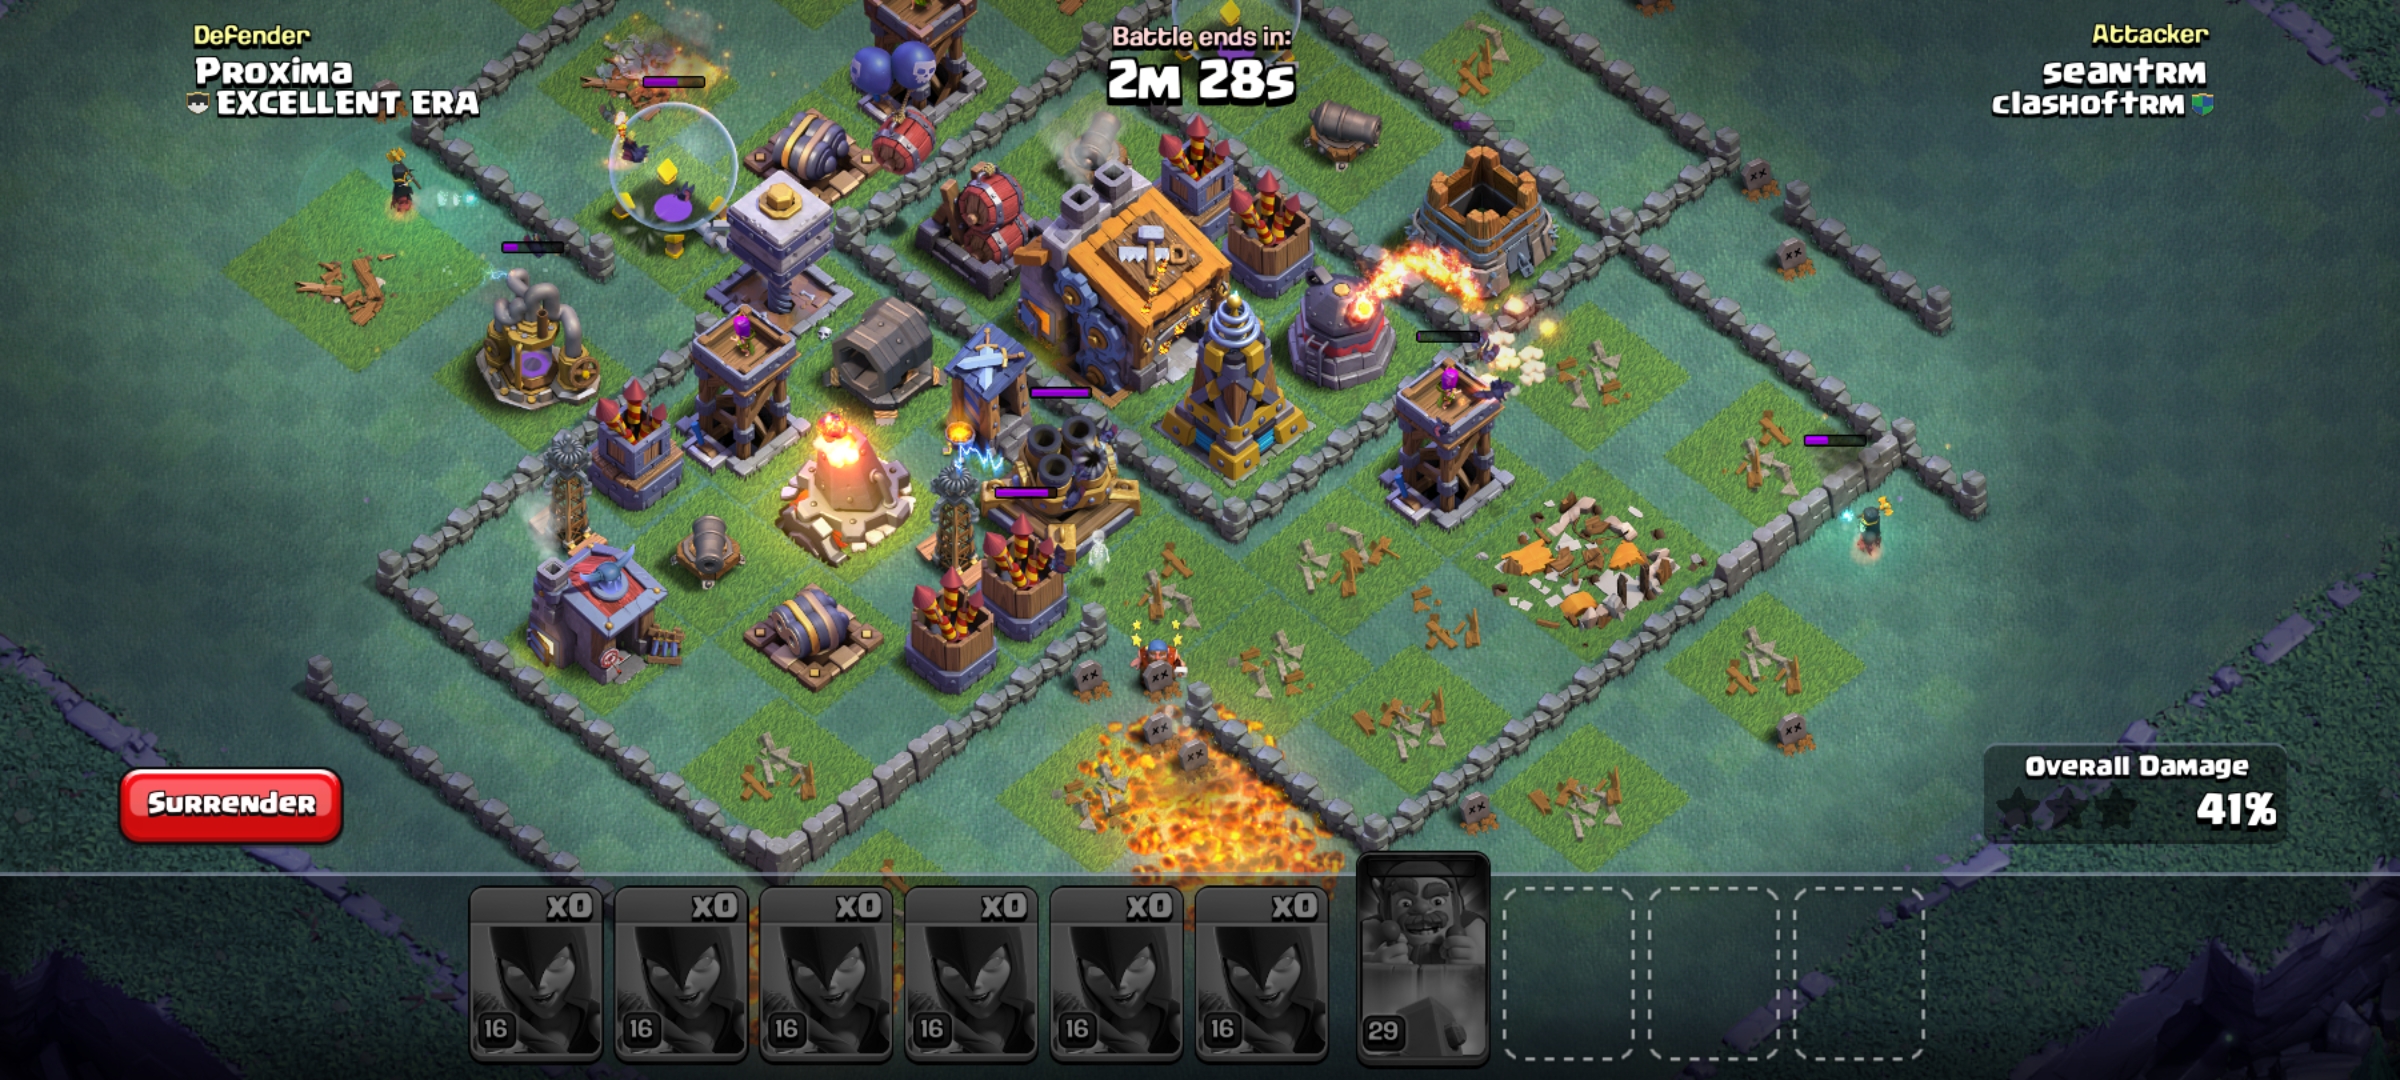 Defender
Proxima
EXCELLENT ERA
Battle ends in:
2M 28S
Attacker
seantrm
clashoftrm
Surrender
Overall Damage
41%
x0 x0 x0 x0 x0 x0
16 16 16 16 16 16 29